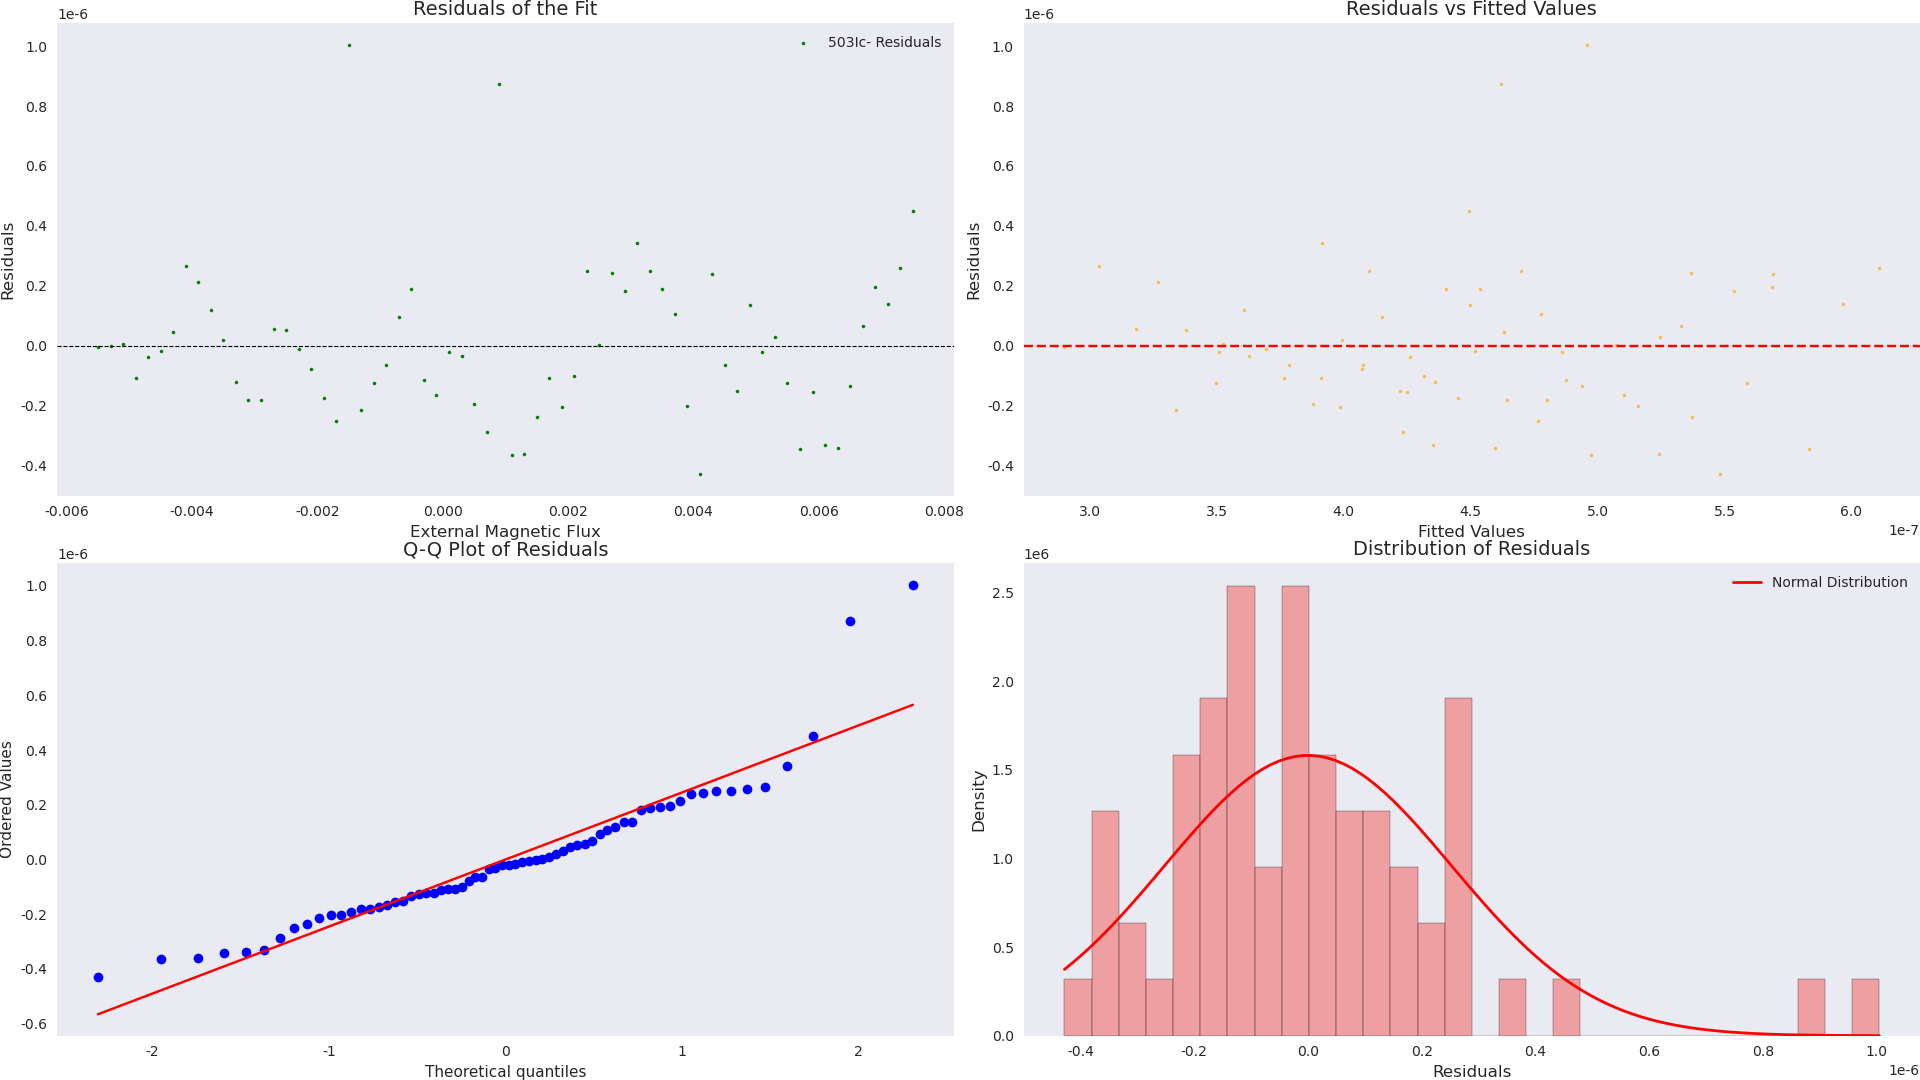 Residuals of the Fit
1e-6
503Ic- Residuals
1.0
0.8
0.6
0.4
0.2
0.0
-0.2
-0.4
Residuals
-0.006 -0.004 -0.002 0.000 0.002 0.004 0.006 0.008
External Magnetic Flux
Residuals vs Fitted Values
1e-6
1.0
0.8
0.6
0.4
0.2
0.0
-0.2
-0.4
Residuals
3.0 3.5 4.0 4.5 5.0 5.5 6.0
Fitted Values
1e-7
Q-Q Plot of Residuals
1e-6
1.0
0.8
0.6
0.4
0.2
0.0
-0.2
-0.4
-0.6
Ordered Values
-2 -1 0 1 2
Theoretical quantiles
Distribution of Residuals
1e6
Normal Distribution
2.5
2.0
1.5
1.0
0.5
0.0
Density
-0.4 -0.2 0.0 0.2 0.4 0.6 0.8 1.0
Residuals
1e-6